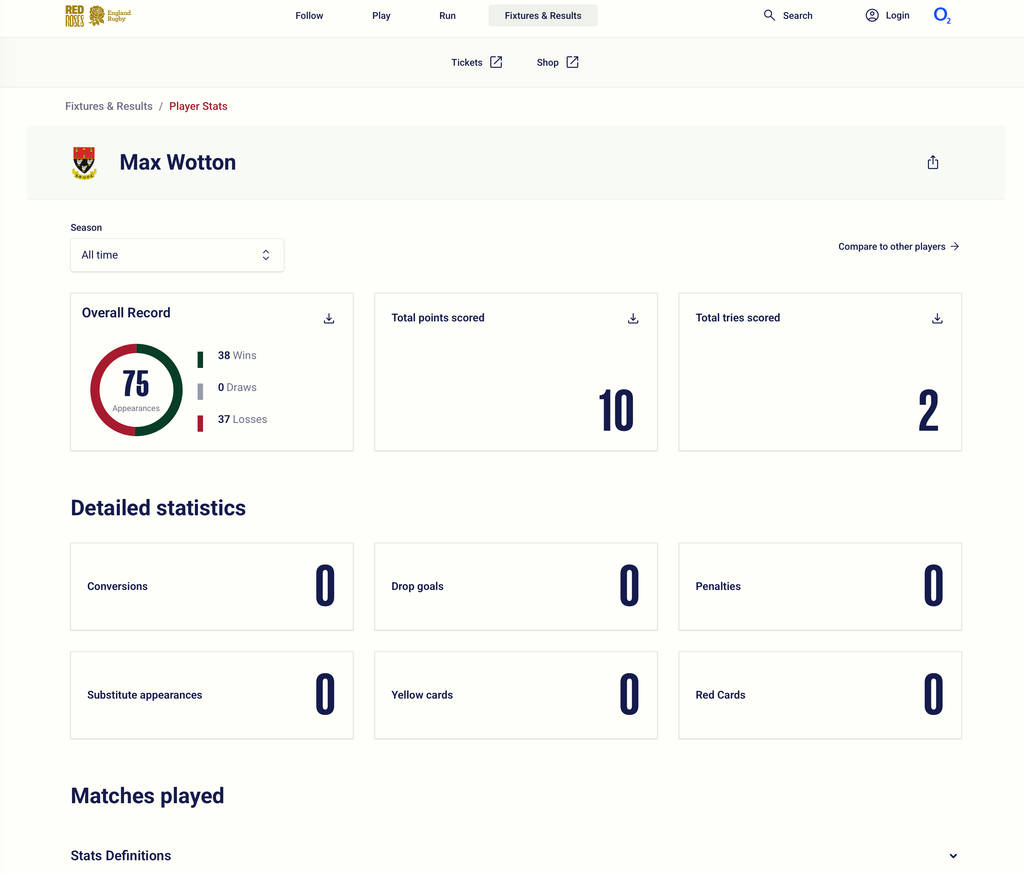 RED
ROSES
England
Rugby
Follow
Play
Run
Fixtures & Results
Search
Login
O2
Tickets
Shop
Fixtures & Results / Player Stats
Max Wotton
Season
All time
Compare to other players
Overall Record
75
Appearances
38 Wins
0 Draws
37 Losses
Total points scored
10
Total tries scored
2
Detailed statistics
Conversions
0
Drop goals
0
Penalties
0
Substitute appearances
0
Yellow cards
0
Red Cards
0
Matches played
Stats Definitions